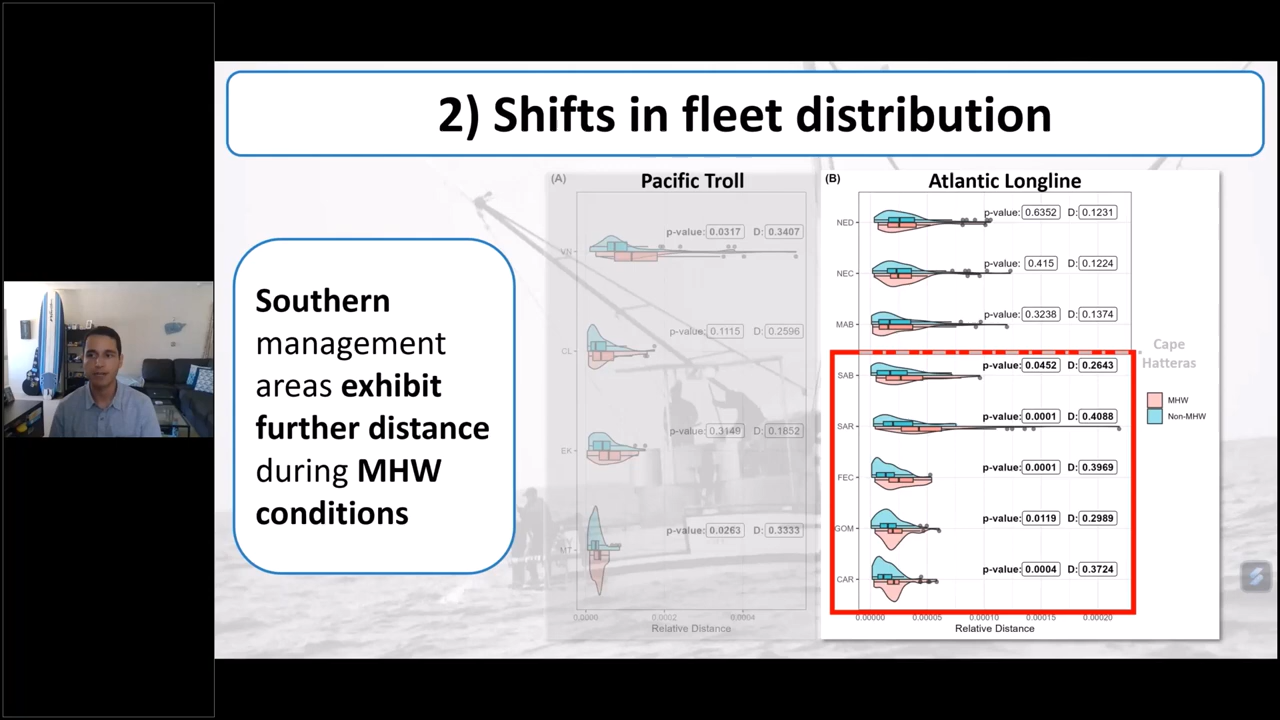 2) Shifts in fleet distribution
Southern
management
areas exhibit
further distance
during MHW
conditions
(A)
Pacific Troll
VN
p-value: 0.0317 D: 0.3407
CL
p-value: 0.1115 D: 0.2596
EK
p-value: 0.3149 D: 0.1852
MT
p-value: 0.0263 D: 0.3333
0.0000 0.0002 0.0004
Relative Distance
(B)
Atlantic Longline
NED
p-value: 0.6352 D: 0.1231
NEC
p-value: 0.415 D: 0.1224
MAB
p-value: 0.3238 D: 0.1374
Cape
Hatteras
SAB
p-value: 0.0452 D: 0.2643
SAR
p-value: 0.0001 D: 0.4088
FEC
p-value: 0.0001 D: 0.3969
GOM
p-value: 0.0119 D: 0.2989
CAR
p-value: 0.0004 D: 0.3724
0.00000 0.00005 0.00010 0.00015 0.00020
Relative Distance
MHW
Non-MHW